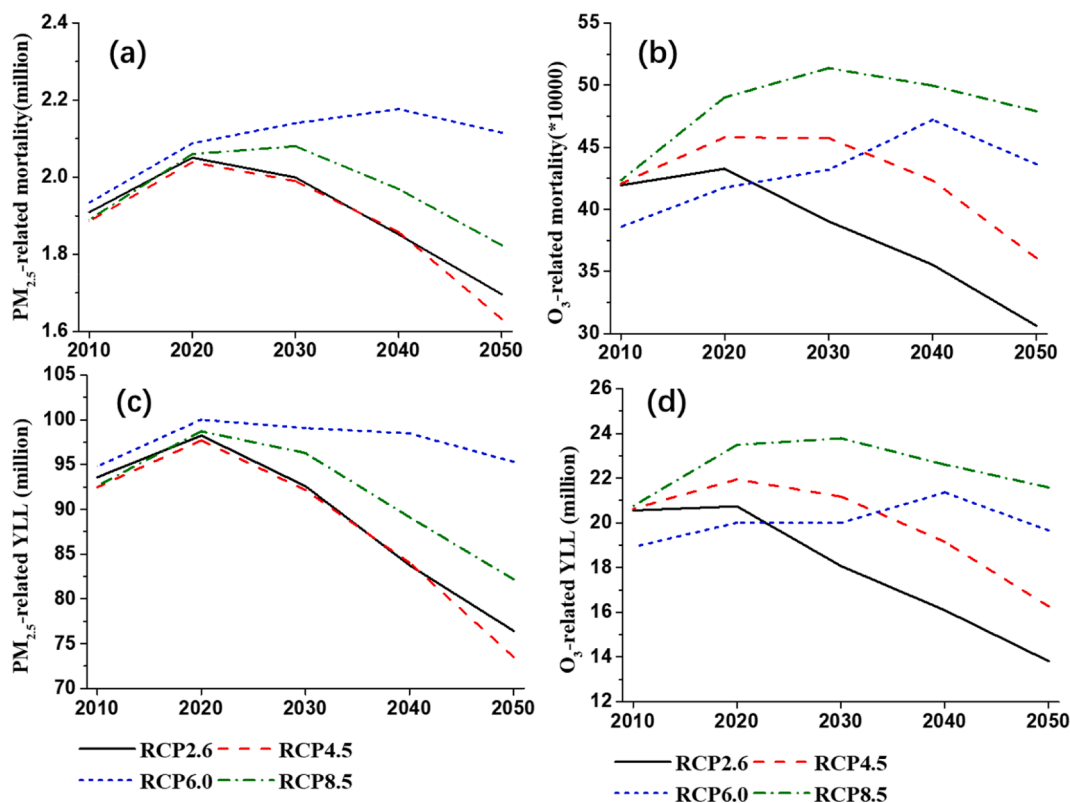 (a)
PM2.5-related mortality(million)
2.4
2.2
2.0
1.8
1.6
2010 2020 2030 2040 2050
(b)
O3-related mortality(*10000)
55
50
45
40
35
30
2010 2020 2030 2040 2050
(c)
PM2.5-related YLL (million)
105
100
95
90
85
80
75
70
2010 2020 2030 2040 2050
RCP2.6 RCP4.5
RCP6.0 RCP8.5
(d)
O3-related YLL (million)
26
24
22
20
18
16
14
12
2010 2020 2030 2040 2050
RCP2.6 RCP4.5
RCP6.0 RCP8.5